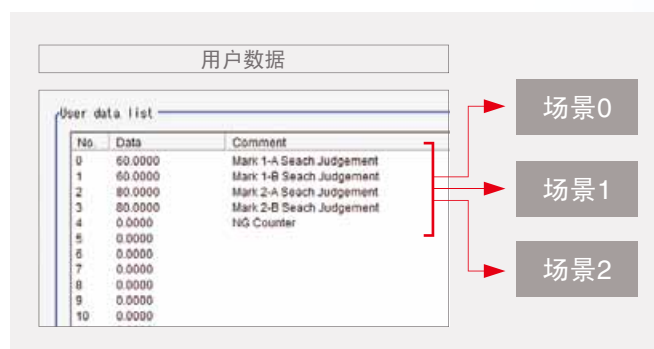 用户数据
User data list
No. Data Comment
0 60.0000 Mark 1-A Seach Judgement
1 60.0000 Mark 1-B Seach Judgement
2 80.0000 Mark 2-A Seach Judgement
3 80.0000 Mark 2-B Seach Judgement
4 0.0000 NG Counter
5 0.0000
6 0.0000
7 0.0000
8 0.0000
9 0.0000
10 0.0000
场景0
场景1
场景2